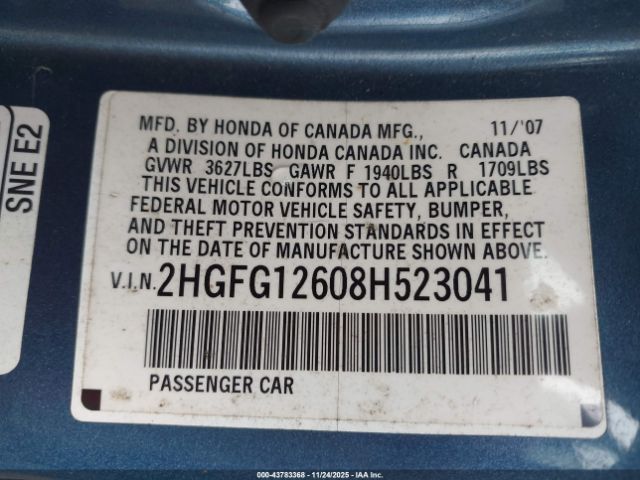 SNE E2
MFD. BY HONDA OF CANADA MFG., 11/'07
A DIVISION OF HONDA CANADA INC. CANADA
GVWR 3627LBS GAWR F 1940LBS R 1709LBS
THIS VEHICLE CONFORMS TO ALL APPLICABLE
FEDERAL MOTOR VEHICLE SAFETY, BUMPER,
AND THEFT PREVENTION STANDARDS IN EFFECT
ON THE DATE OF MANUFACTURE SHOWN ABOVE.
V.I.N. 2HGFG12608H523041
PASSENGER CAR
000-43783368 - 11/24/2025 - IAA Inc.